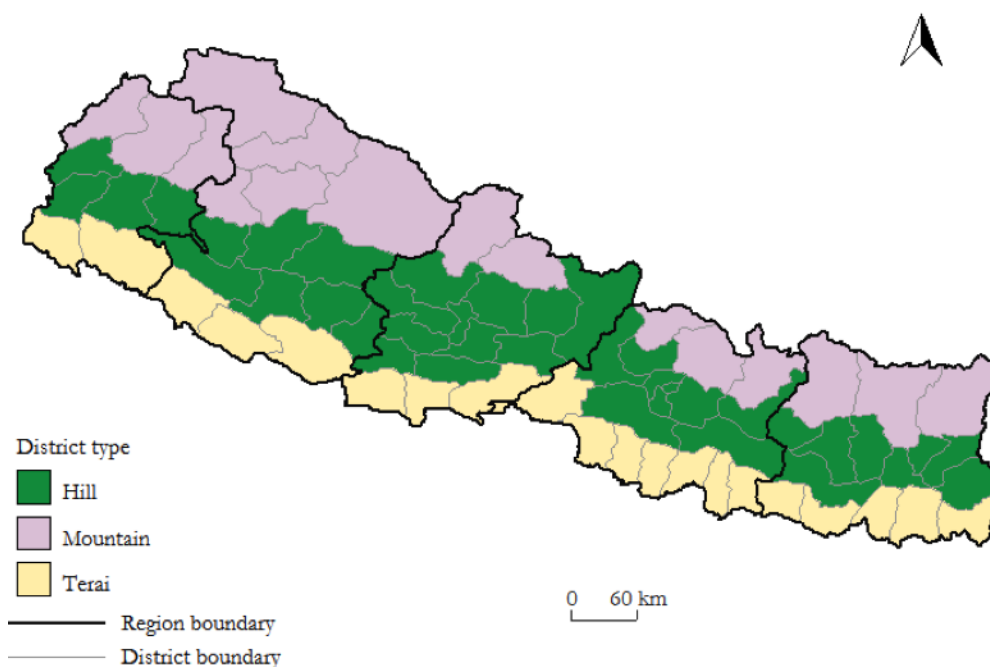 District type
Hill
Mountain
Terai
Region boundary
District boundary
0 60 km